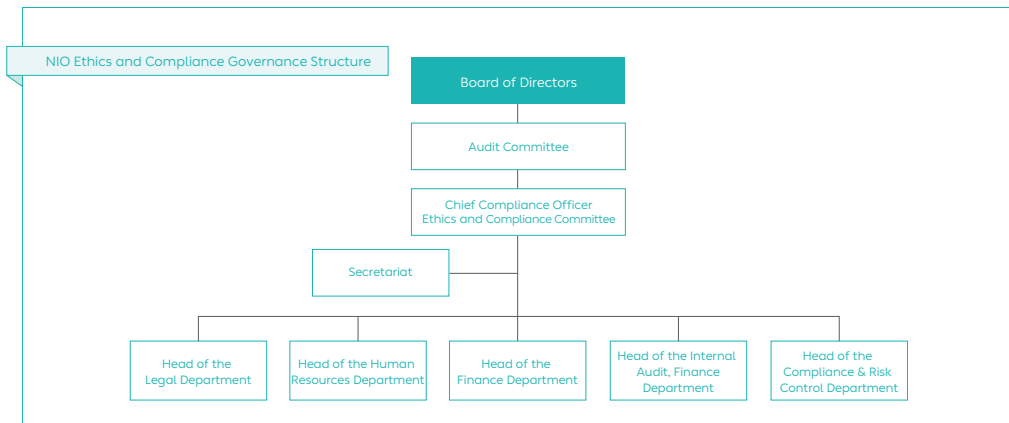 NIO Ethics and Compliance Governance Structure
Board of Directors
Audit Committee
Chief Compliance Officer
Ethics and Compliance Committee
Secretariat
Head of the
Legal Department
Head of the Human
Resources Department
Head of the
Finance Department
Head of the Internal
Audit, Finance
Department
Head of the
Compliance & Risk
Control Department